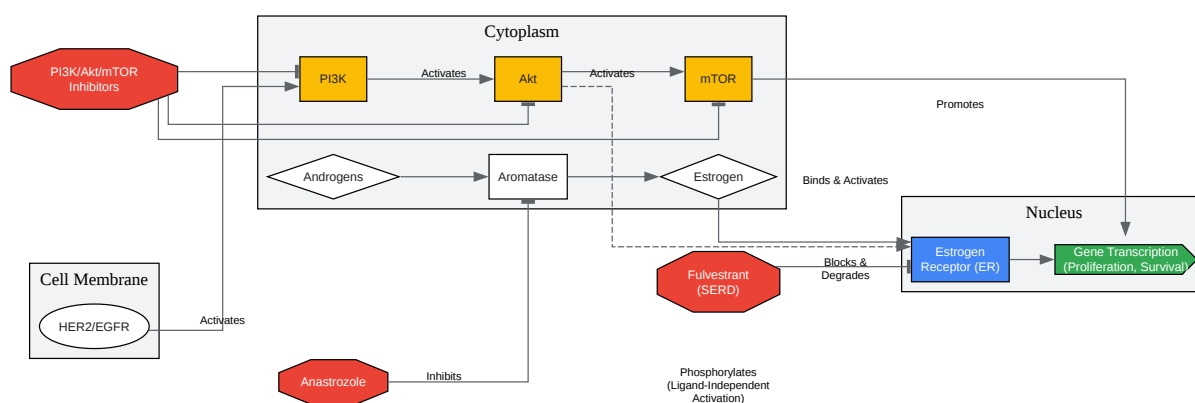 Cytoplasm
PI3K/Akt/mTOR
Inhibitors
PI3K
Activates
Akt
Activates
mTOR
Promotes
Androgens
Aromatase
Estrogen
Binds & Activates
Nucleus
Estrogen
Receptor (ER)
Gene Transcription
(Proliferation, Survival)
Blocks &
Degrades
Fulvestrant
(SERD)
Cell Membrane
HER2/EGFR
Activates
Anastrozole
Inhibits
Phosphorylates
(Ligand-Independent
Activation)